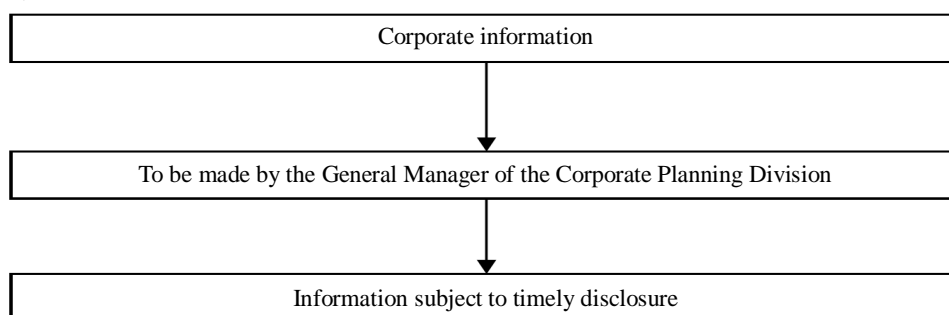 Corporate information
To be made by the General Manager of the Corporate Planning Division
Information subject to timely disclosure